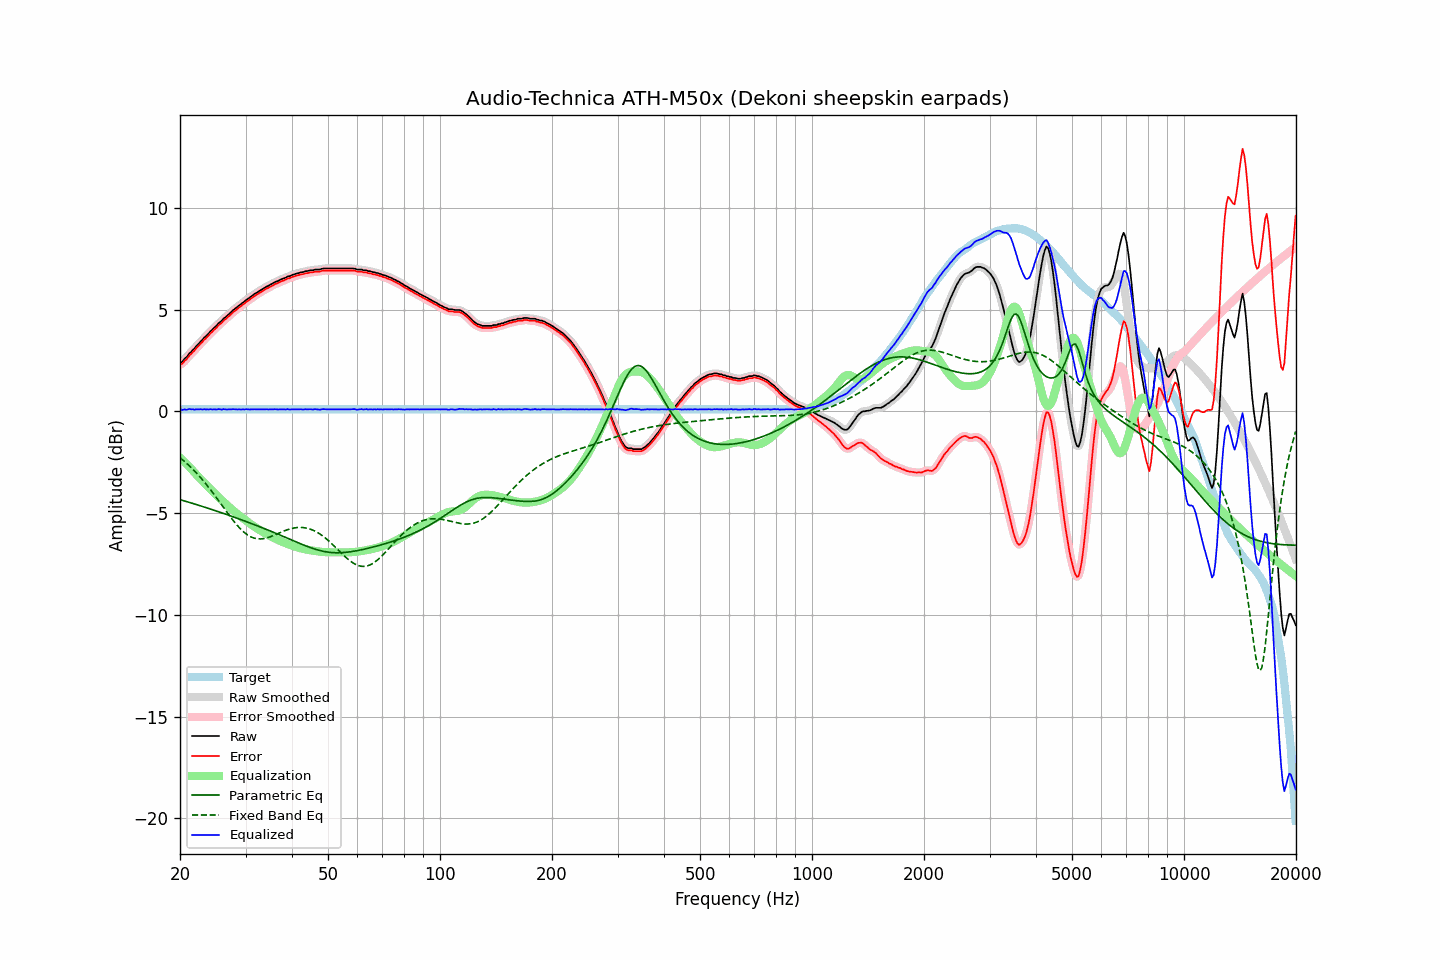 Audio-Technica ATH-M50x (Dekoni sheepskin earpads)
Amplitude (dBr)
10
5
0
−5
−10
−15
−20
Target
Raw Smoothed
Error Smoothed
Raw
Error
Equalization
Parametric Eq
Fixed Band Eq
Equalized
20 50 100 200 500 1000 2000 5000 10000 20000
Frequency (Hz)